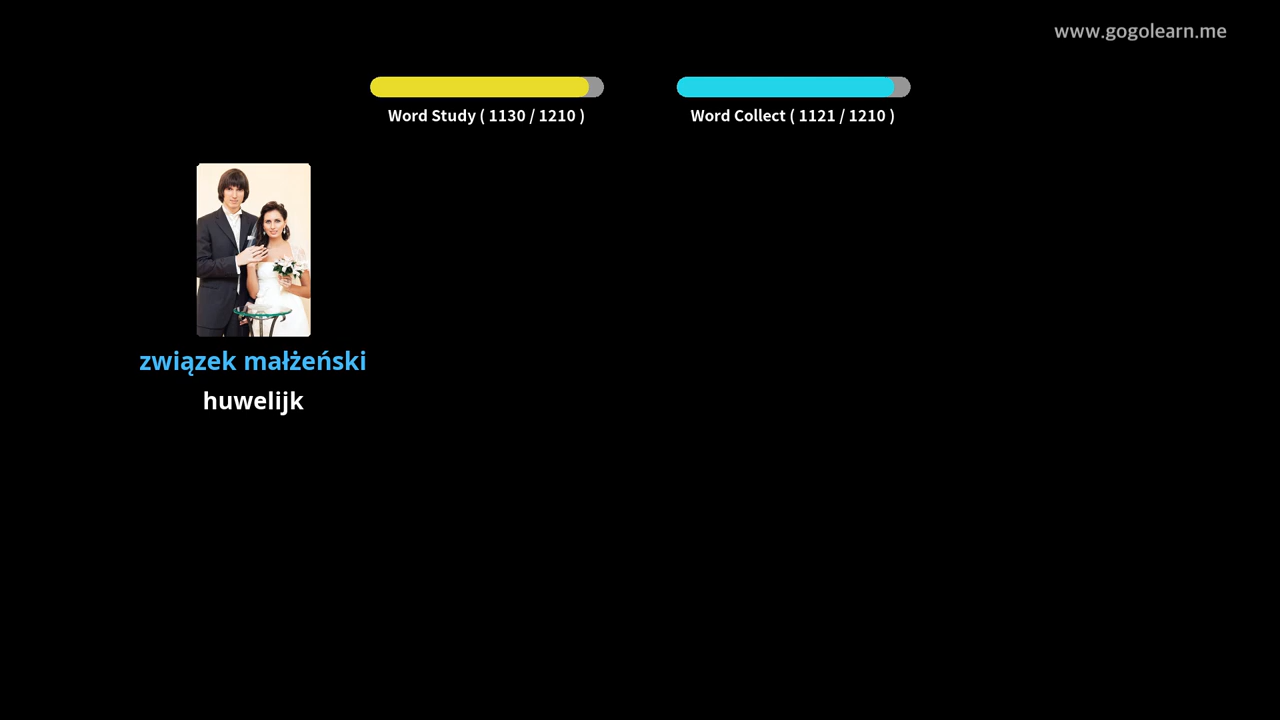 www.gogolearn.me
Word Study ( 1130 / 1210 )
Word Collect ( 1121 / 1210 )
związek małżeński
huwelijk